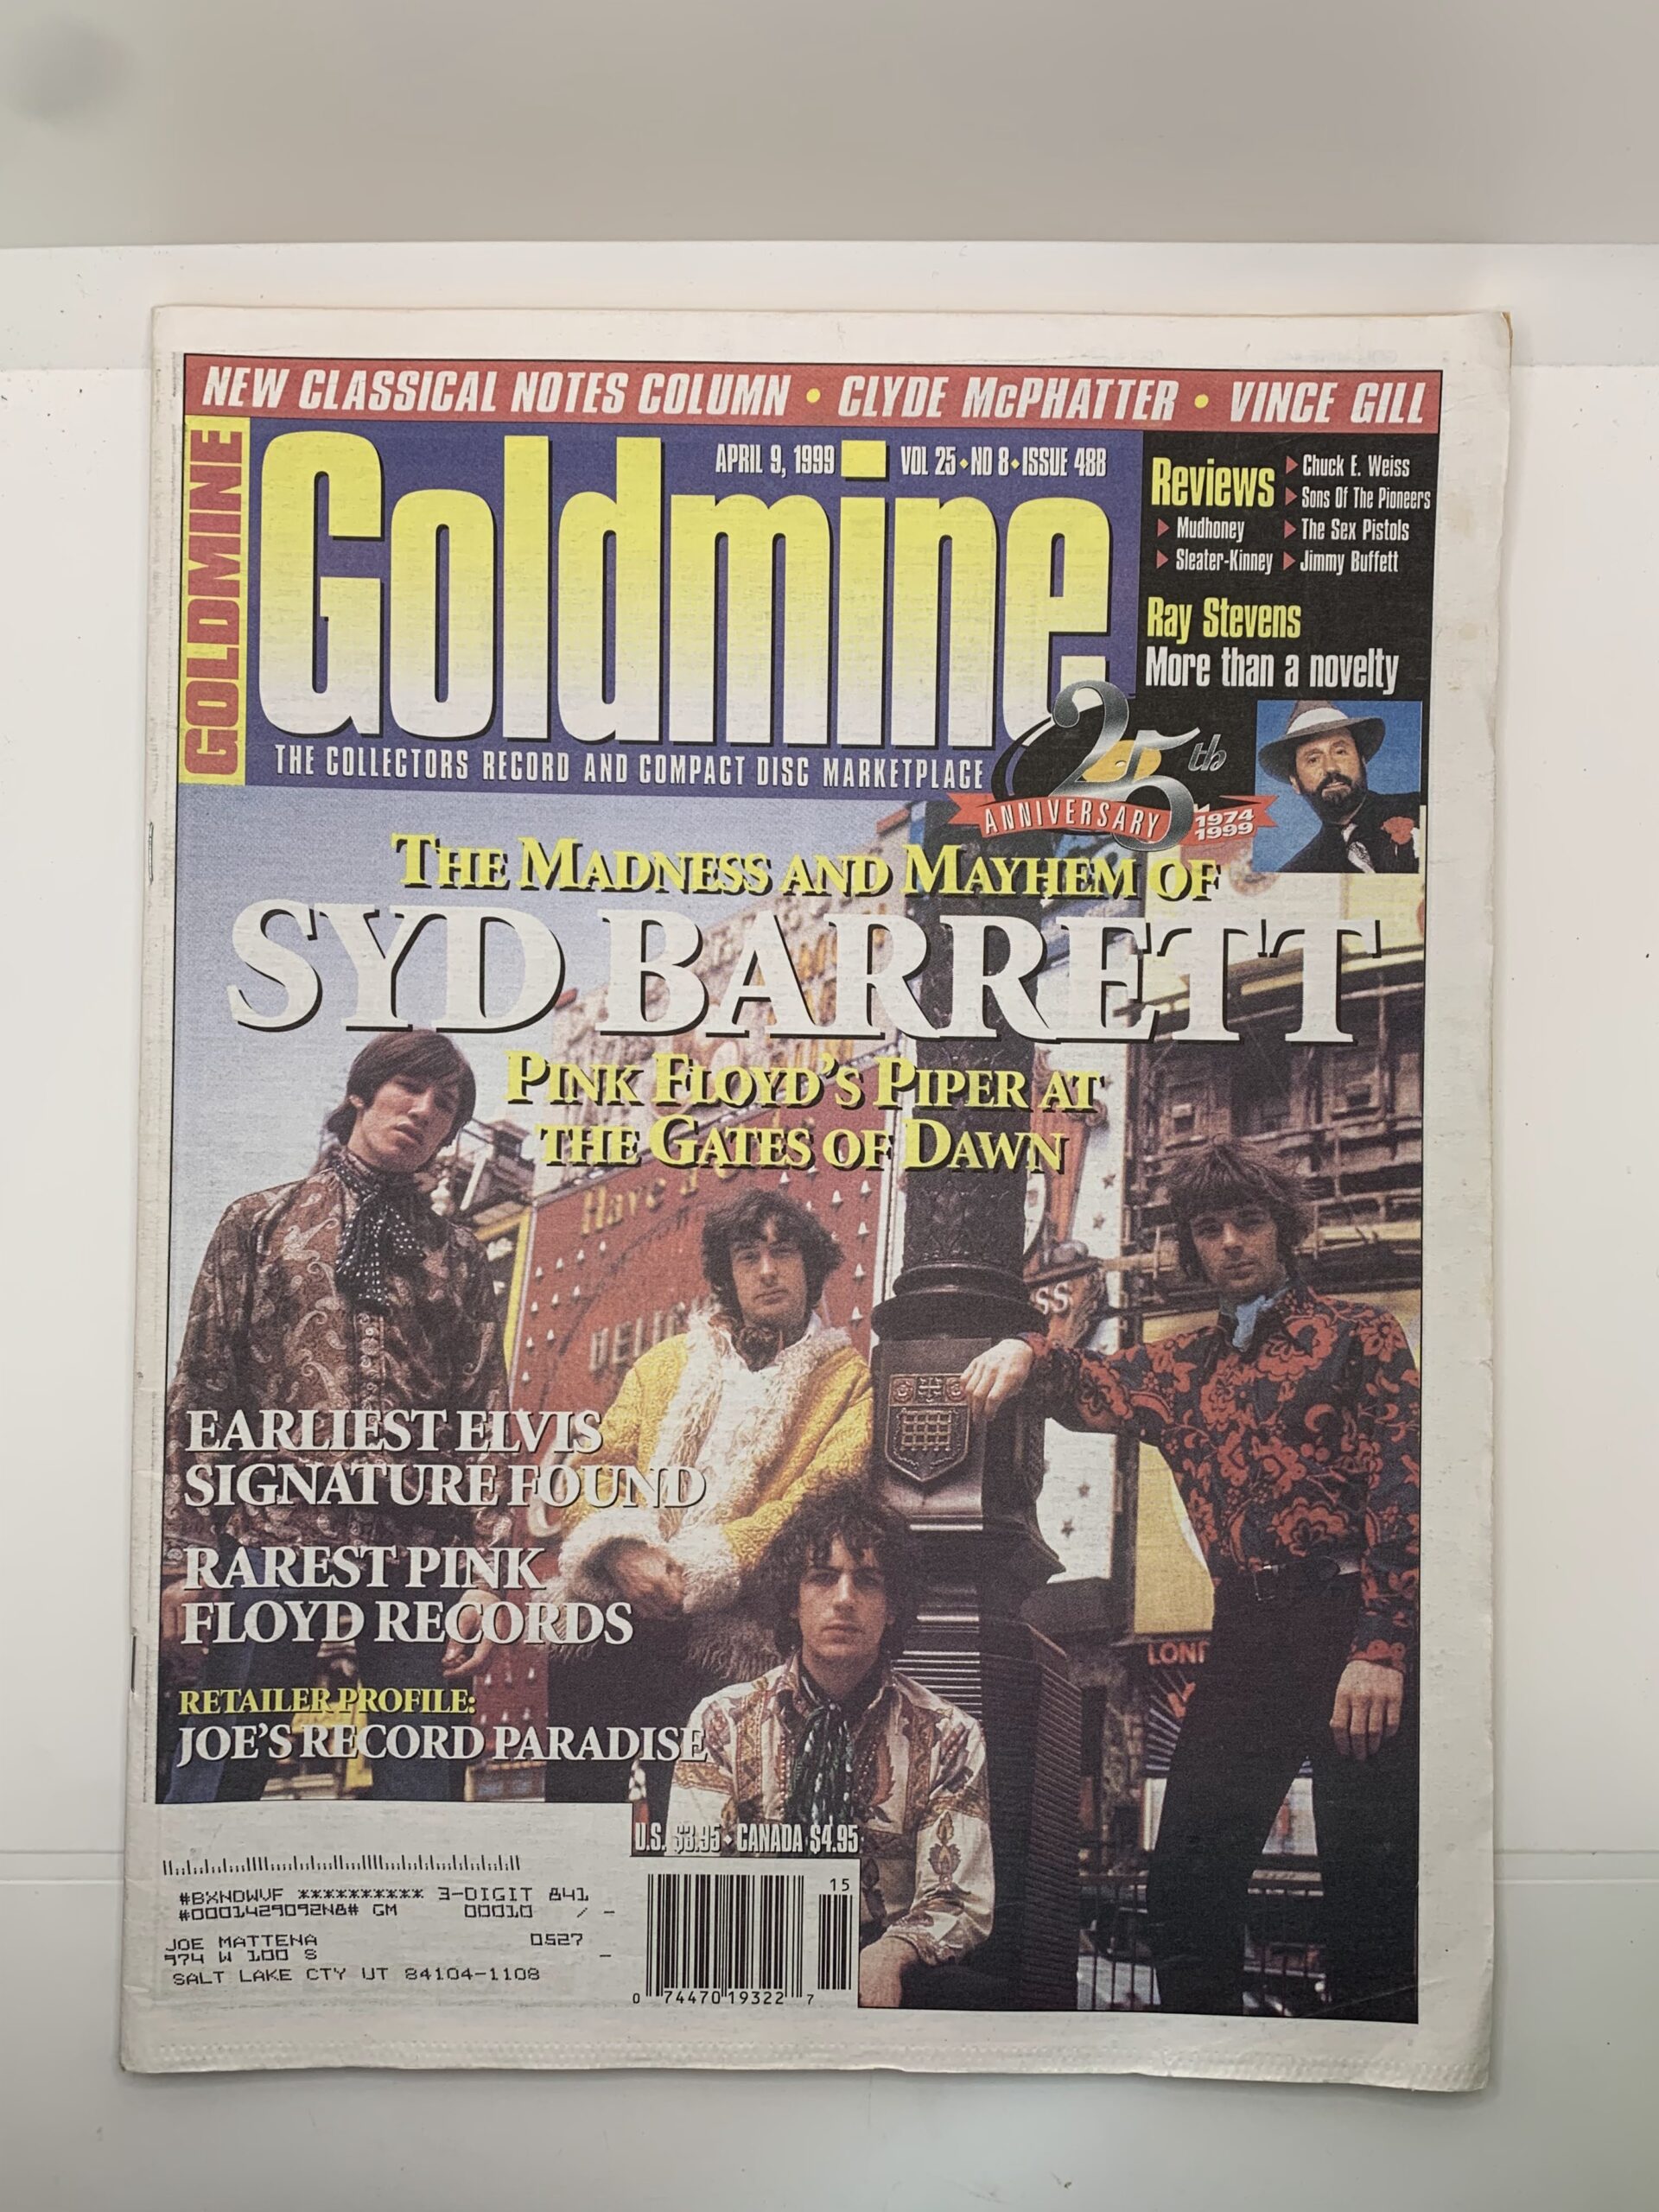 NEW CLASSICAL NOTES COLUMN • CLYDE McPHATTER • VINCE GILL
GOLDMINE
APRIL 9, 1999 VOL 25 • NO 8 • ISSUE 488
Goldmine
THE COLLECTORS RECORD AND COMPACT DISC MARKETPLACE
25th
ANNIVERSARY
1974
1999
Reviews
Mudhoney
Sleater-Kinney
Chuck E. Weiss
Sons Of The Pioneers
The Sex Pistols
Jimmy Buffett
Ray Stevens
More than a novelty
THE MADNESS AND MAYHEM OF
SYD BARRETT
PINK FLOYD'S PIPER AT
THE GATES OF DAWN
Have a
SS
EARLIEST ELVIS
SIGNATURE FOUND
RAREST PINK
FLOYD RECORDS
LON
RETAILER PROFILE:
JOE'S RECORD PARADISE
U.S. $3.95 • CANADA $4.95
#BXNDWVF ********** 3-DIGIT 841
#0001429092N8# GM 00010 / -
JOE MATTENA 0527
974 W 100 S -
SALT LAKE CTY UT 84104-1108
15
0 74470 19322 7